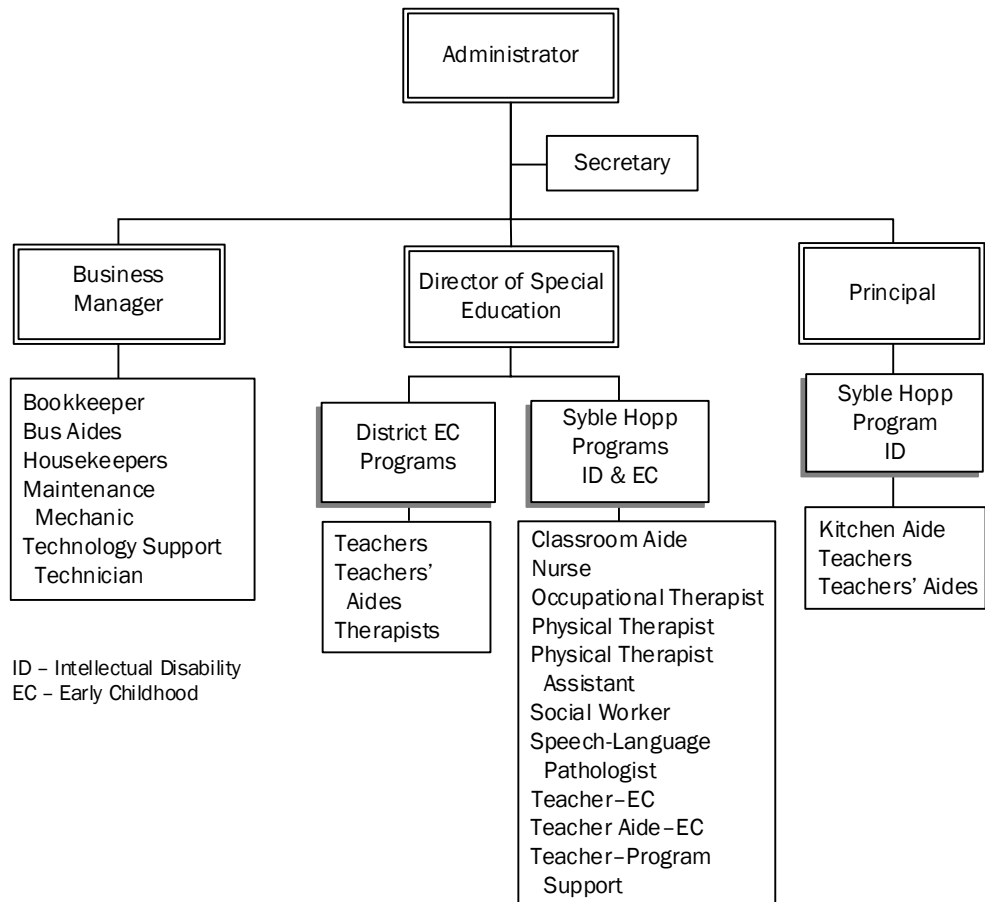 Administrator
Secretary
Business
Manager
Director of Special
Education
Principal
Bookkeeper
Bus Aides
Housekeepers
Maintenance
Mechanic
Technology Support
Technician
District EC
Programs
Syble Hopp
Programs
ID & EC
Syble Hopp
Program
ID
Teachers
Teachers’
Aides
Therapists
Classroom Aide
Nurse
Occupational Therapist
Physical Therapist
Physical Therapist
Assistant
Social Worker
Speech-Language
Pathologist
Teacher–EC
Teacher Aide–EC
Teacher–Program
Support
Kitchen Aide
Teachers
Teachers’ Aides
ID – Intellectual Disability
EC – Early Childhood